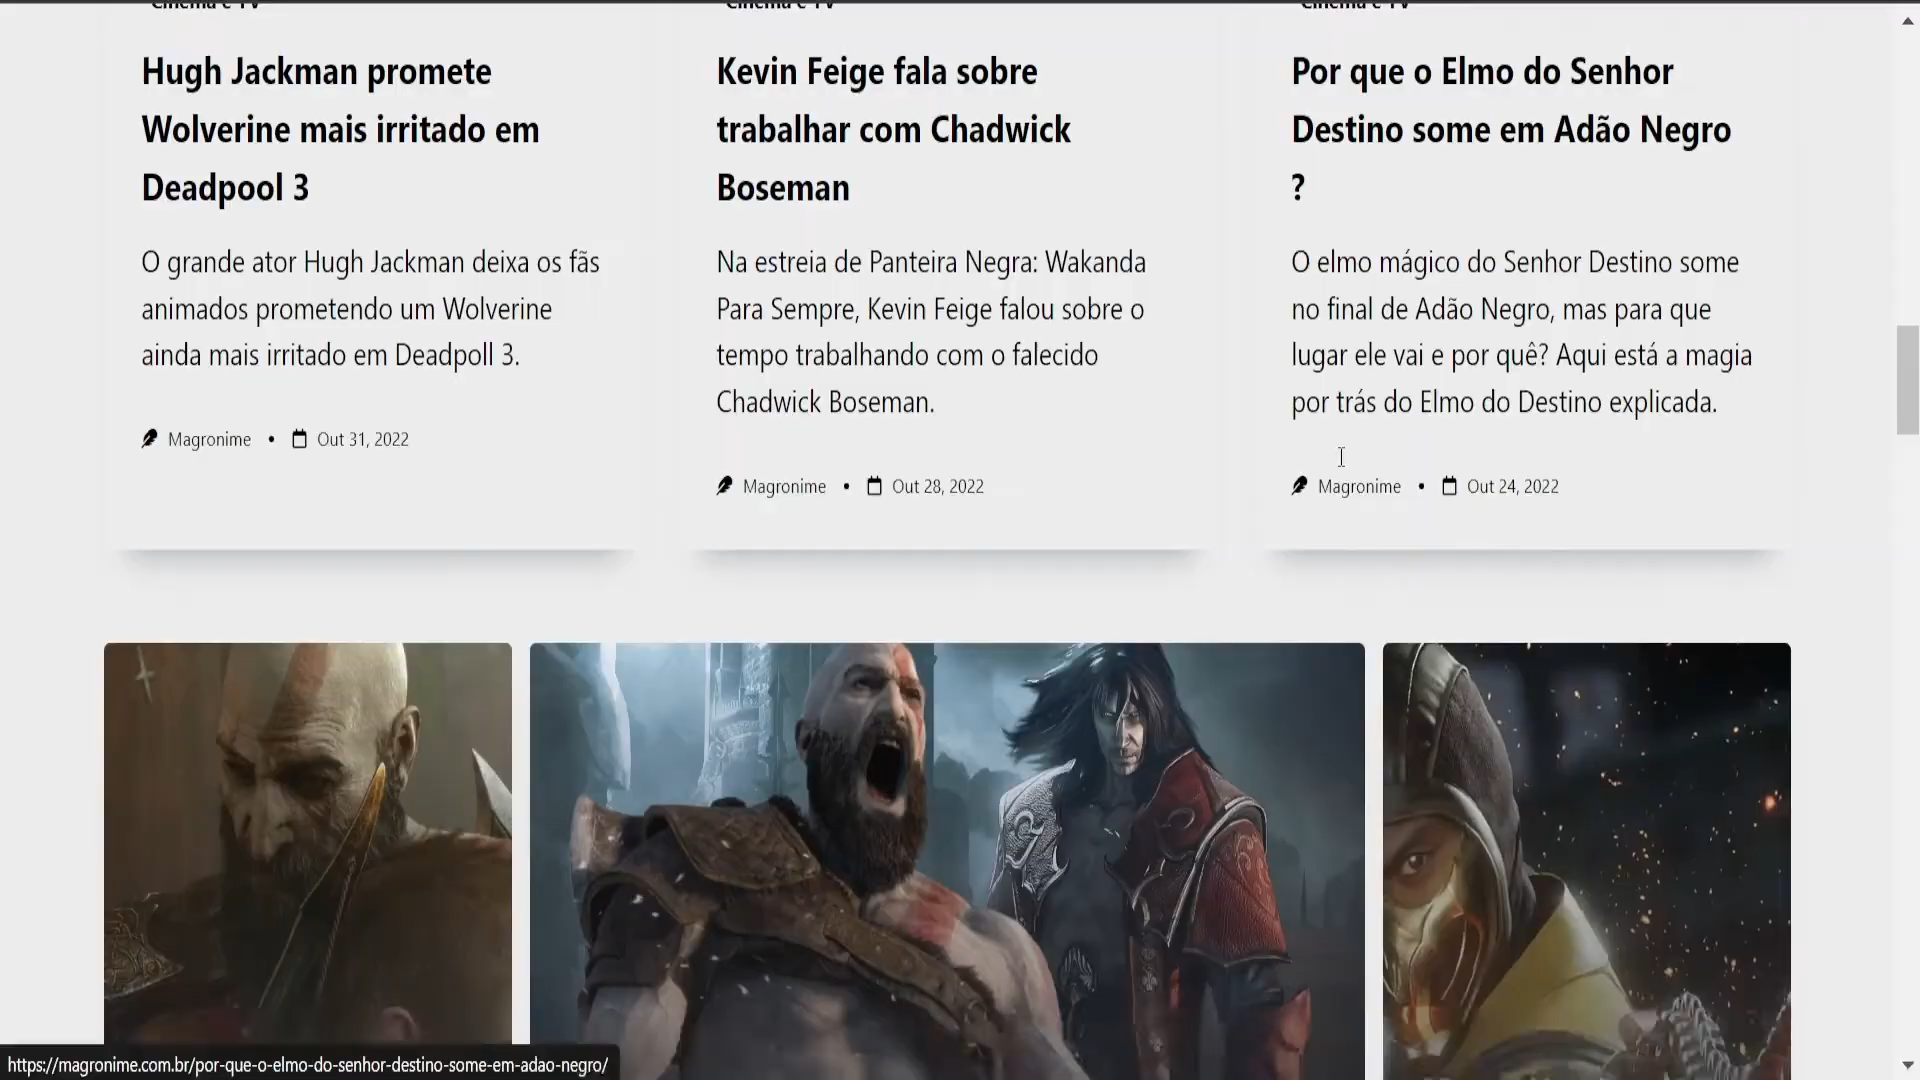 Cinema e TV
Hugh Jackman promete
Wolverine mais irritado em
Deadpool 3
O grande ator Hugh Jackman deixa os fãs
animados prometendo um Wolverine
ainda mais irritado em Deadpoll 3.
Magronime • Out 31, 2022
Cinema e TV
Kevin Feige fala sobre
trabalhar com Chadwick
Boseman
Na estreia de Panteira Negra: Wakanda
Para Sempre, Kevin Feige falou sobre o
tempo trabalhando com o falecido
Chadwick Boseman.
Magronime • Out 28, 2022
Cinema e TV
Por que o Elmo do Senhor
Destino some em Adão Negro
?
O elmo mágico do Senhor Destino some
no final de Adão Negro, mas para que
lugar ele vai e por quê? Aqui está a magia
por trás do Elmo do Destino explicada.
Magronime • Out 24, 2022
https://magronime.com.br/por-que-o-elmo-do-senhor-destino-some-em-adao-negro/